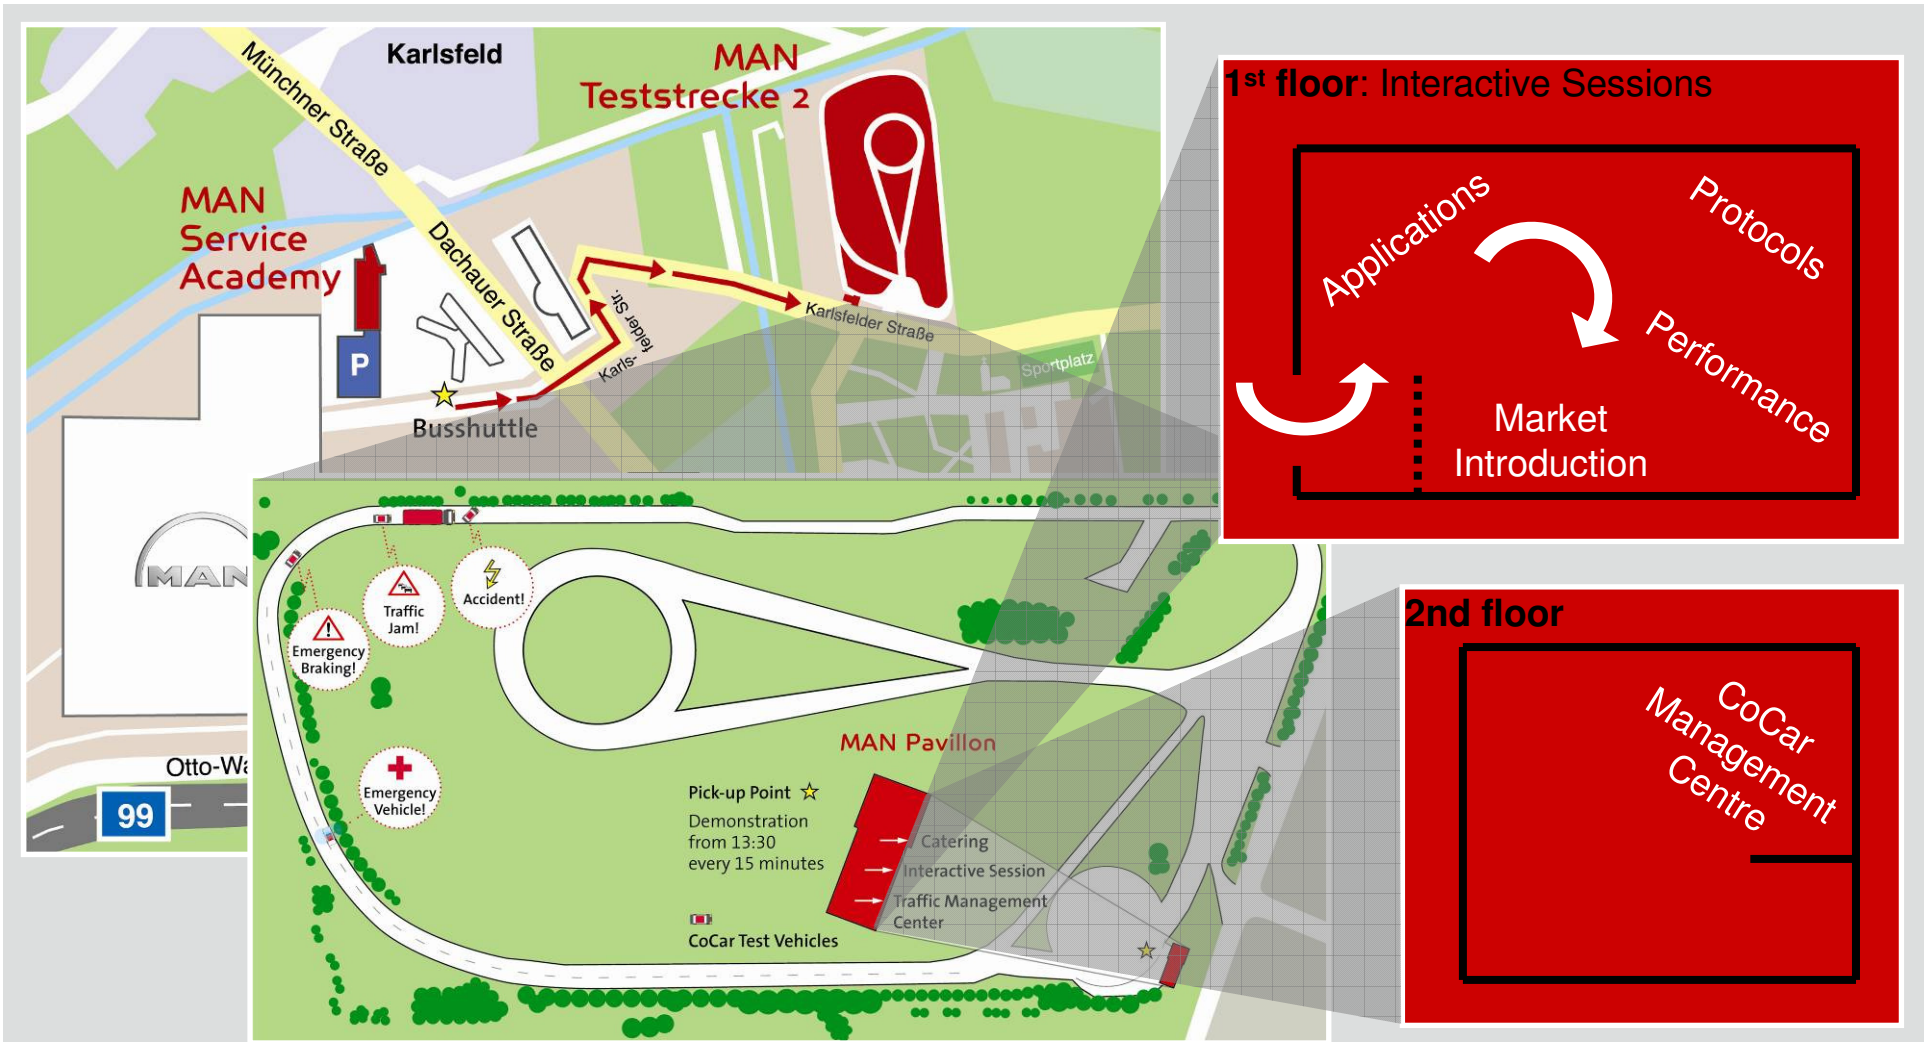 Karlsfeld
MAN
Teststrecke 2
Münchner Straße
MAN
Service
Academy
Dachauer Straße
Karls-
felder Str.
Karlsfelder Straße
Sportplatz
P
Busshuttle
MAN
Otto-Wa
99
Accident!
Traffic
Jam!
Emergency
Braking!
Emergency
Vehicle!
MAN Pavillon
Pick-up Point
Demonstration
from 13:30
every 15 minutes
Catering
Interactive Session
Traffic Management
Center
CoCar Test Vehicles
1st floor: Interactive Sessions
Applications
Protocols
Performance
Market
Introduction
2nd floor
CoCar
Management
Centre